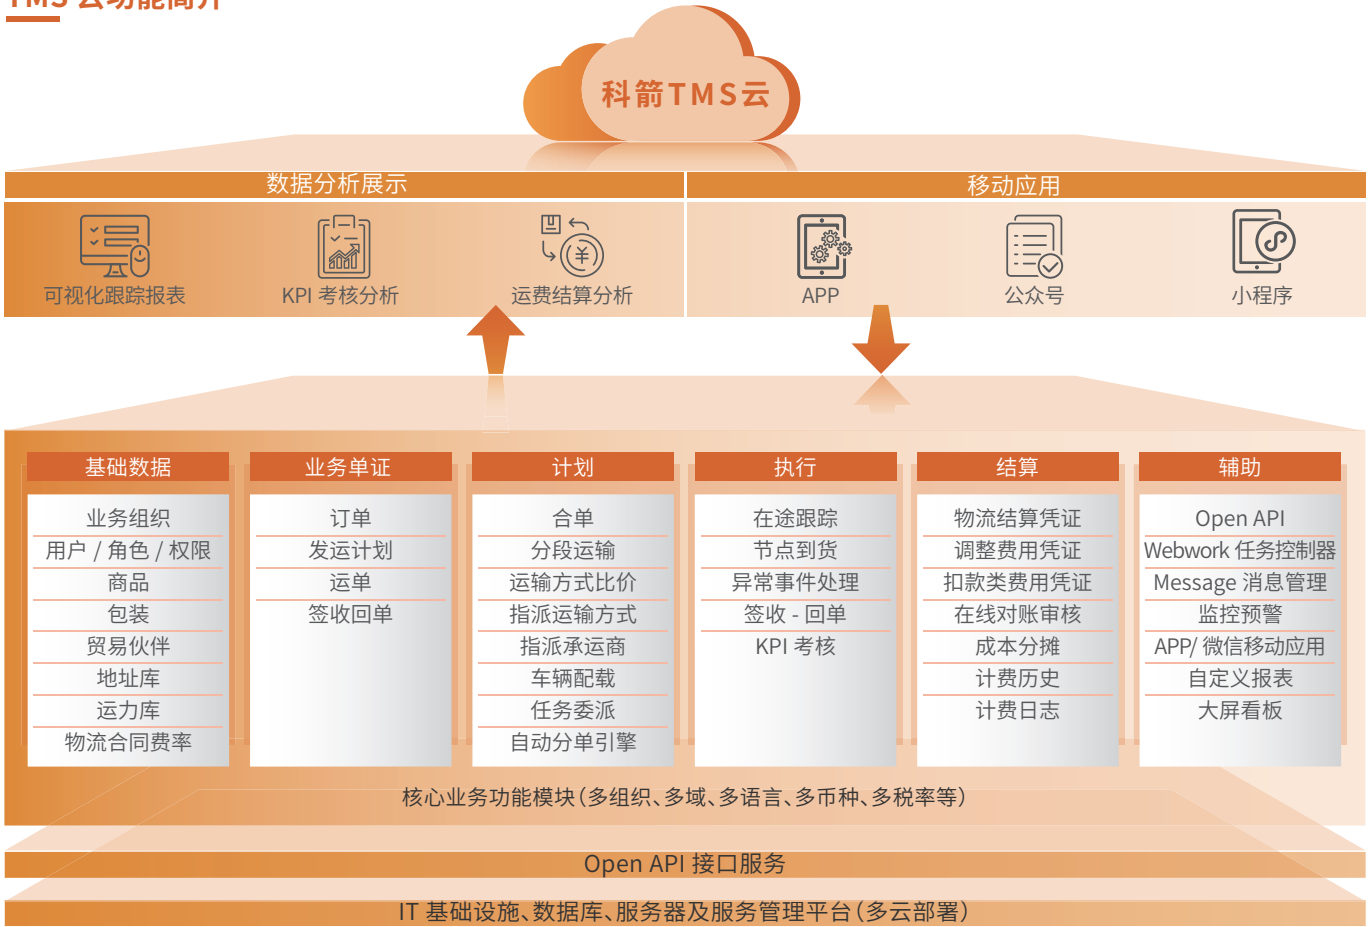 TMS 云功能简介
科箭TMS云
数据分析展示
移动应用
可视化跟踪报表
KPI 考核分析
运费结算分析
APP
公众号
小程序
基础数据
业务组织
用户 / 角色 / 权限
商品
包装
贸易伙伴
地址库
运力库
物流合同费率
业务单证
订单
发运计划
运单
签收回单
计划
合单
分段运输
运输方式比价
指派运输方式
指派承运商
车辆配载
任务委派
自动分单引擎
执行
在途跟踪
节点到货
异常事件处理
签收 - 回单
KPI 考核
结算
物流结算凭证
调整费用凭证
扣款类费用凭证
在线对账审核
成本分摊
计费历史
计费日志
辅助
Open API
Webwork 任务控制器
Message 消息管理
监控预警
APP/ 微信移动应用
自定义报表
大屏看板
核心业务功能模块（多组织、多域、多语言、多币种、多税率等）
Open API 接口服务
IT 基础设施、数据库、服务器及服务管理平台（多云部署）